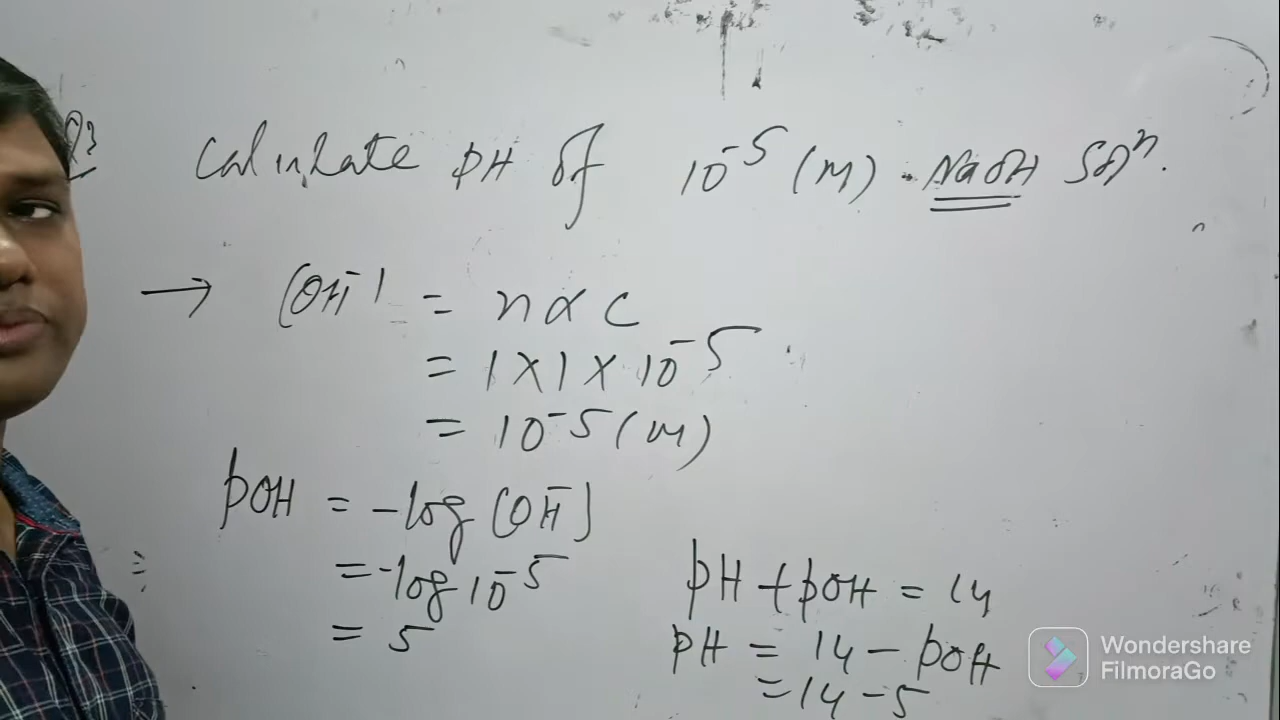 Q3 Calculate pH of 10⁻⁵ (M) NaOH Solⁿ.
→ [OH⁻] = n α c
= 1 × 1 × 10⁻⁵
= 10⁻⁵ (M)
pOH = -log [OH⁻]
= -log 10⁻⁵
= 5
pH + pOH = 14
pH = 14 - pOH
= 14 - 5
Wondershare
FilmoraGo